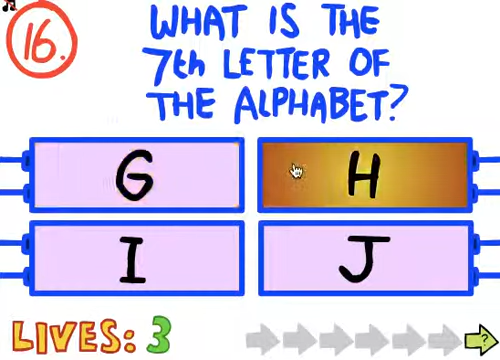 16.
WHAT IS THE
7th LETTER OF
THE ALPHABET?
G H
I J
LIVES: 3
?